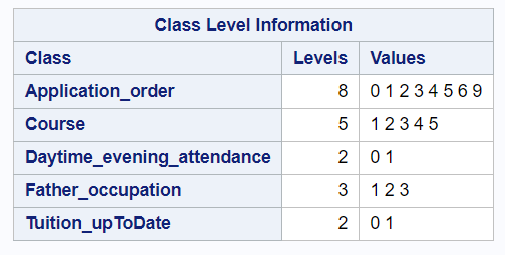 Class Level Information
Class Levels Values
Application_order 8 0 1 2 3 4 5 6 9
Course 5 1 2 3 4 5
Daytime_evening_attendance 2 0 1
Father_occupation 3 1 2 3
Tuition_upToDate 2 0 1